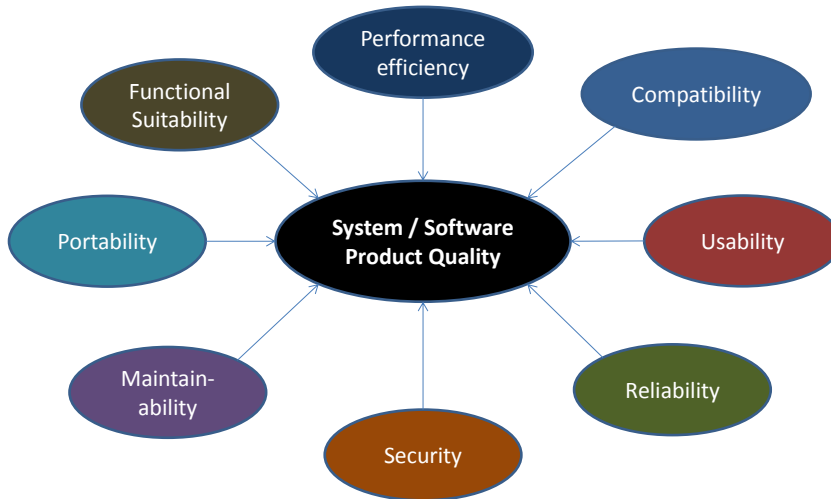 Performance
efficiency
Functional
Suitability
Compatibility
System / Software
Product Quality
Portability
Usability
Maintain-
ability
Reliability
Security